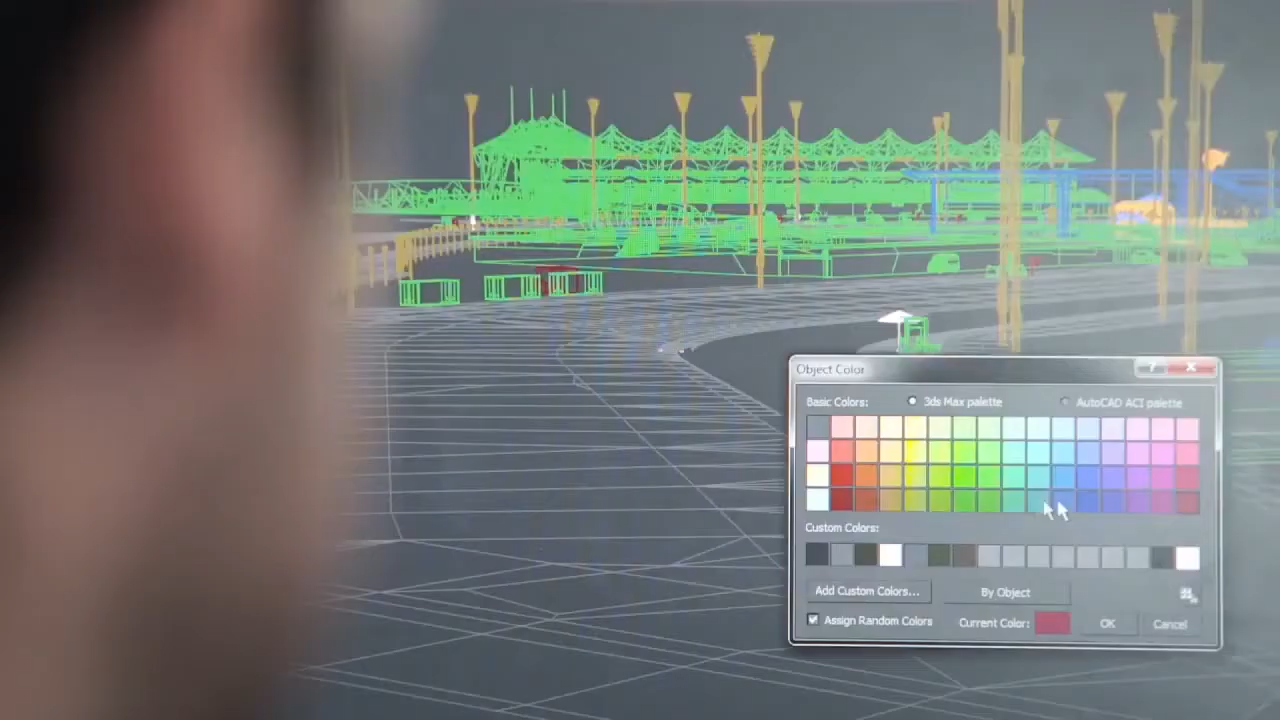 Object Color
Basic Colors: 3ds Max palette AutoCAD ACI palette
Custom Colors:
Add Custom Colors... By Object
Assign Random Colors Current Color: OK Cancel